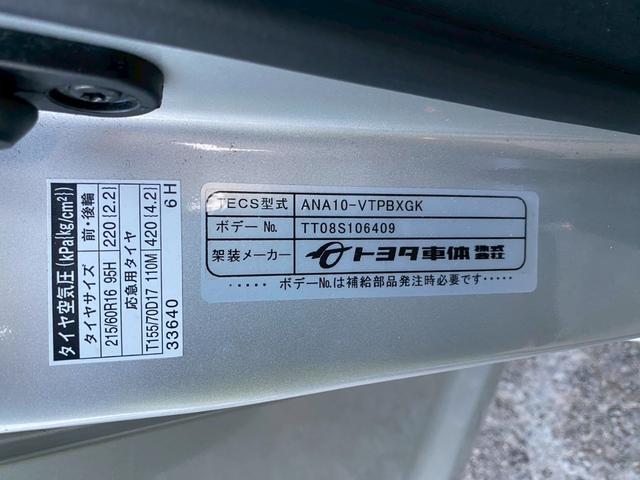 タイヤ空気圧(kPa{kg/cm²})
タイヤサイズ 前・後輪
215/60R16 95H 220{2.2}
応急用タイヤ
T155/70D17 110M 420{4.2}
33640 6H
TECS型式 ANA10-VTPBXGK
ボデー No. TT08S106409
架装メーカー トヨタ車体株式会社
····· ボデーNo.は補給部品発注時必要です·····